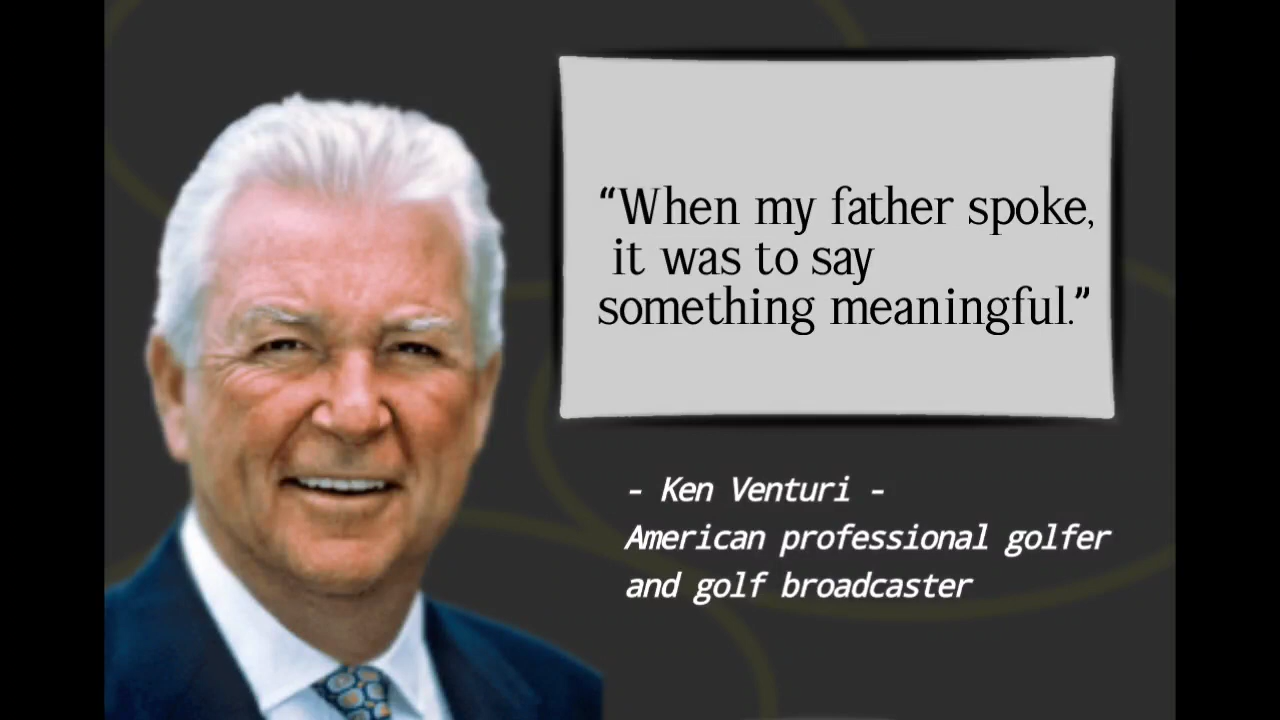 “When my father spoke,
it was to say
something meaningful.”
- Ken Venturi -
American professional golfer
and golf broadcaster